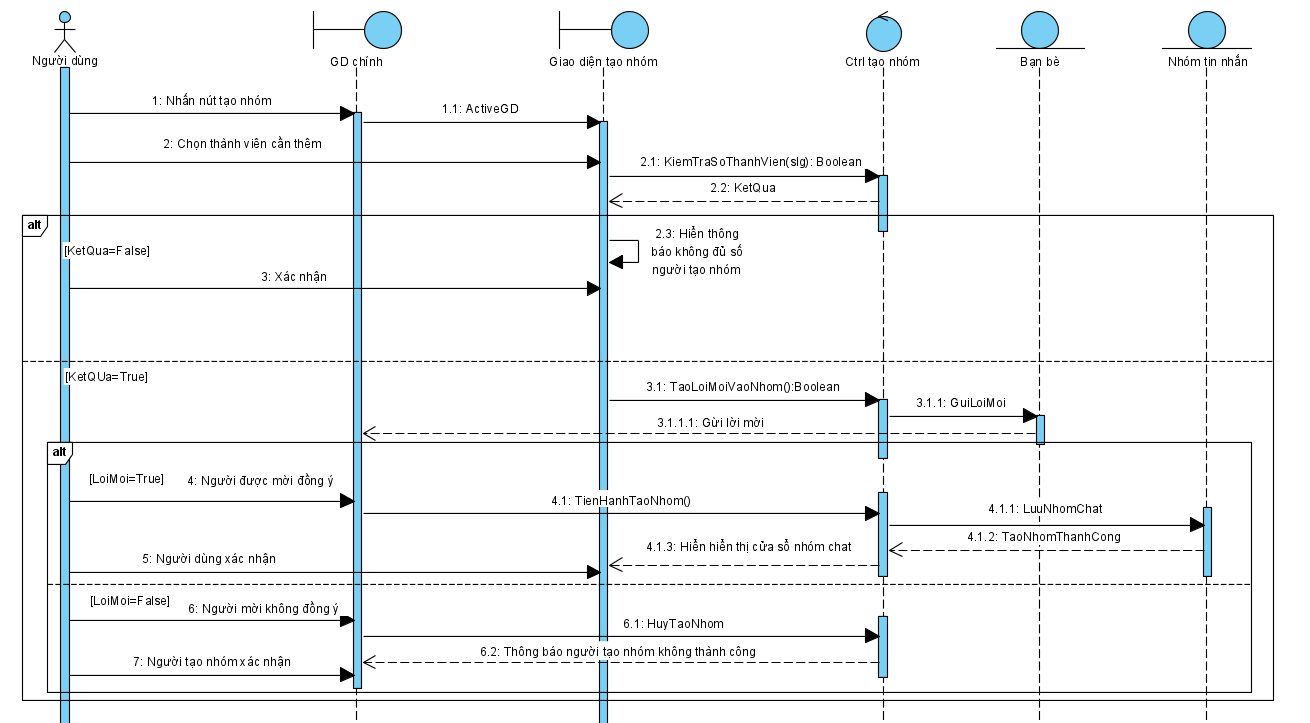 Người dùng
GD chính
Giao diện tạo nhóm
Ctrl tạo nhóm
Bạn bè
Nhóm tin nhắn
1: Nhấn nút tạo nhóm
1.1: ActiveGD
2: Chọn thành viên cần thêm
2.1: KiemTraSoThanhVien(slg): Boolean
2.2: KetQua
alt
[KetQua=False]
2.3: Hiển thông
báo không đủ số
người tạo nhóm
3: Xác nhận
[KetQUa=True]
3.1: TaoLoiMoiVaoNhom():Boolean
3.1.1: GuiLoiMoi
3.1.1.1: Gửi lời mời
alt
[LoiMoi=True]
4: Người được mời đồng ý
4.1: TienHanhTaoNhom()
4.1.1: LuuNhomChat
4.1.2: TaoNhomThanhCong
4.1.3: Hiển hiển thị cửa sổ nhóm chat
5: Người dùng xác nhận
[LoiMoi=False]
6: Người mời không đồng ý
6.1: HuyTaoNhom
6.2: Thông báo người tạo nhóm không thành công
7: Người tạo nhóm xác nhận